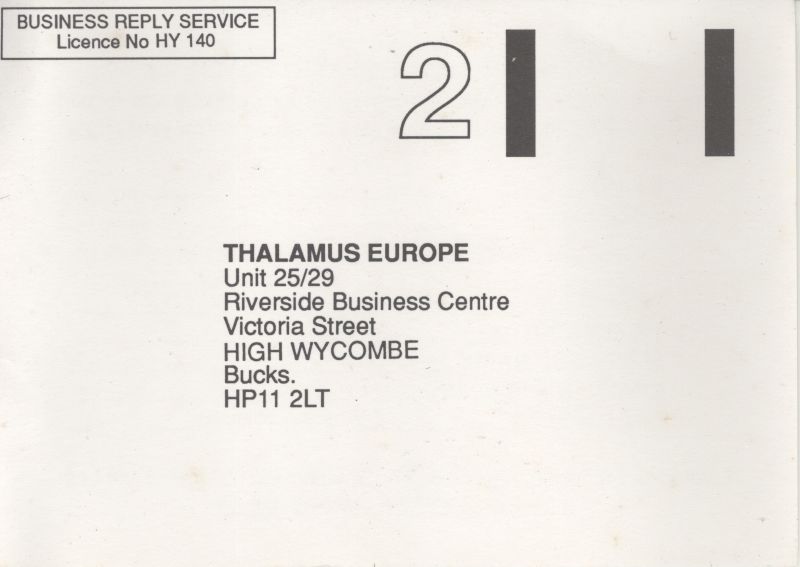 BUSINESS REPLY SERVICE
Licence No HY 140
2
THALAMUS EUROPE
Unit 25/29
Riverside Business Centre
Victoria Street
HIGH WYCOMBE
Bucks.
HP11 2LT